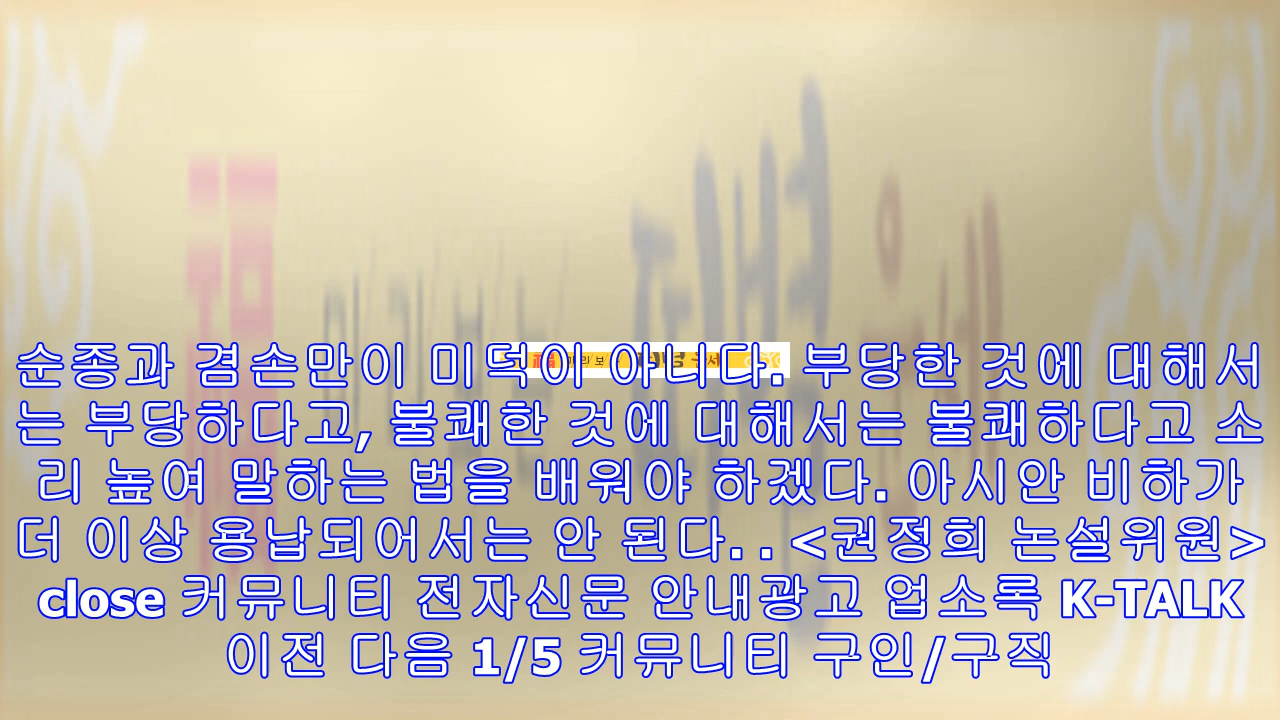 순종과 겸손만이 미덕이 아니다. 부당한 것에 대해서
는 부당하다고, 불쾌한 것에 대해서는 불쾌하다고 소
리 높여 말하는 법을 배워야 하겠다. 아시안 비하가
더 이상 용납되어서는 안 된다. . <권정희 논설위원>
close 커뮤니티 전자신문 안내광고 업소록 K-TALK
이전 다음 1/5 커뮤니티 구인/구직